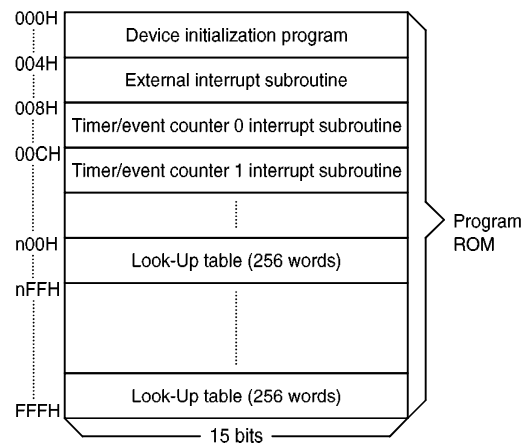 000H
Device initialization program
004H
External interrupt subroutine
008H
Timer/event counter 0 interrupt subroutine
00CH
Timer/event counter 1 interrupt subroutine
n00H
Look-Up table (256 words)
nFFH
Look-Up table (256 words)
FFFH
15 bits
Program
ROM